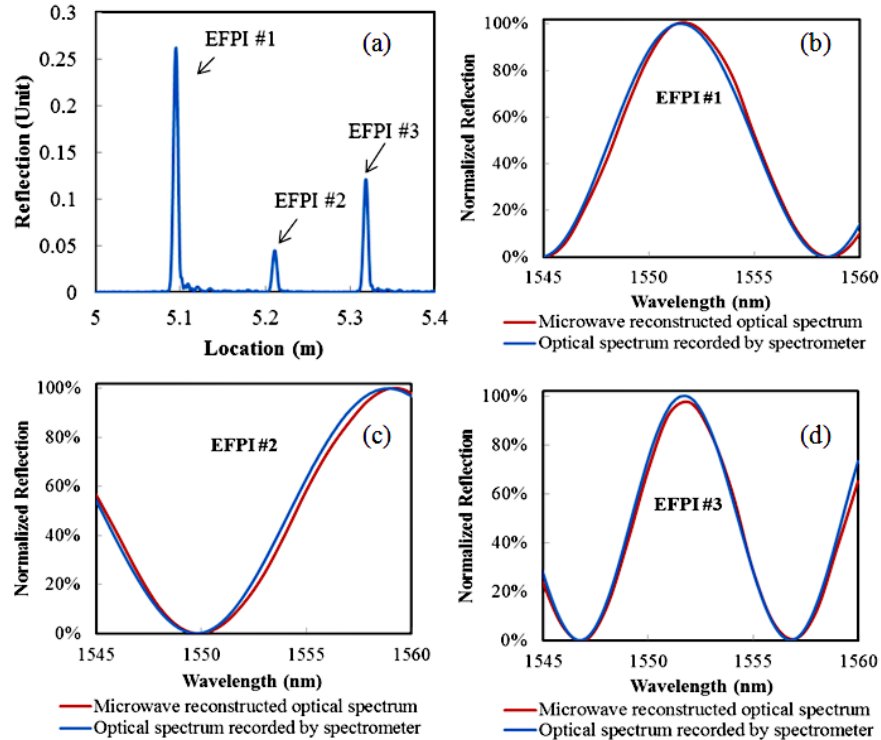 (a)
0.3
0.25
0.2
0.15
0.1
0.05
0
Reflection (Unit)
EFPI #1
EFPI #2
EFPI #3
5
5.1
5.2
5.3
5.4
Location (m)
(b)
100%
80%
60%
40%
20%
0%
Normalized Reflection
EFPI #1
1545
1550
1555
1560
Wavelength (nm)
Microwave reconstructed optical spectrum
Optical spectrum recorded by spectrometer
(c)
100%
80%
60%
40%
20%
0%
Normalized Reflection
EFPI #2
1545
1550
1555
1560
Wavelength (nm)
Microwave reconstructed optical spectrum
Optical spectrum recorded by spectrometer
(d)
100%
80%
60%
40%
20%
0%
Normalized Reflection
EFPI #3
1545
1550
1555
1560
Wavelength (nm)
Microwave reconstructed optical spectrum
Optical spectrum recorded by spectrometer